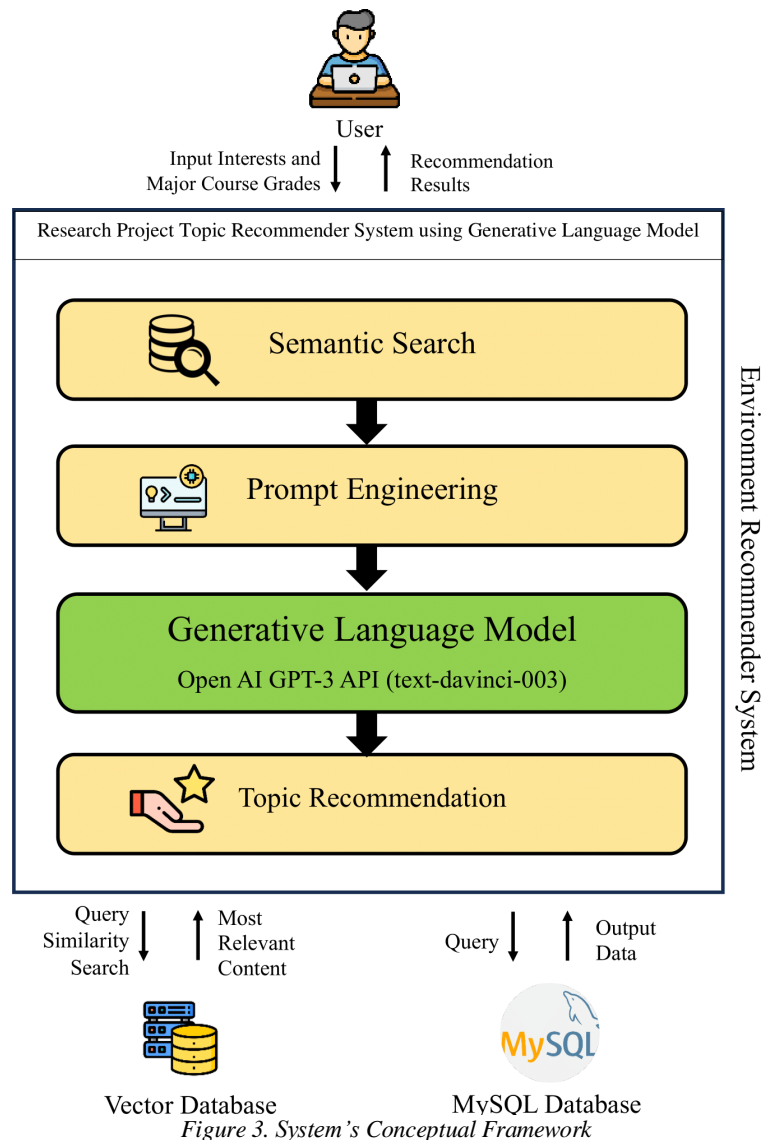 User
Input Interests and
Major Course Grades
Recommendation
Results
Research Project Topic Recommender System using Generative Language Model
Semantic Search
Prompt Engineering
Generative Language Model
Open AI GPT-3 API (text-davinci-003)
Topic Recommendation
Environment Recommender System
Query
Similarity
Search
Most
Relevant
Content
Query
Output
Data
MySQL
Vector Database
MySQL Database
Figure 3. System's Conceptual Framework